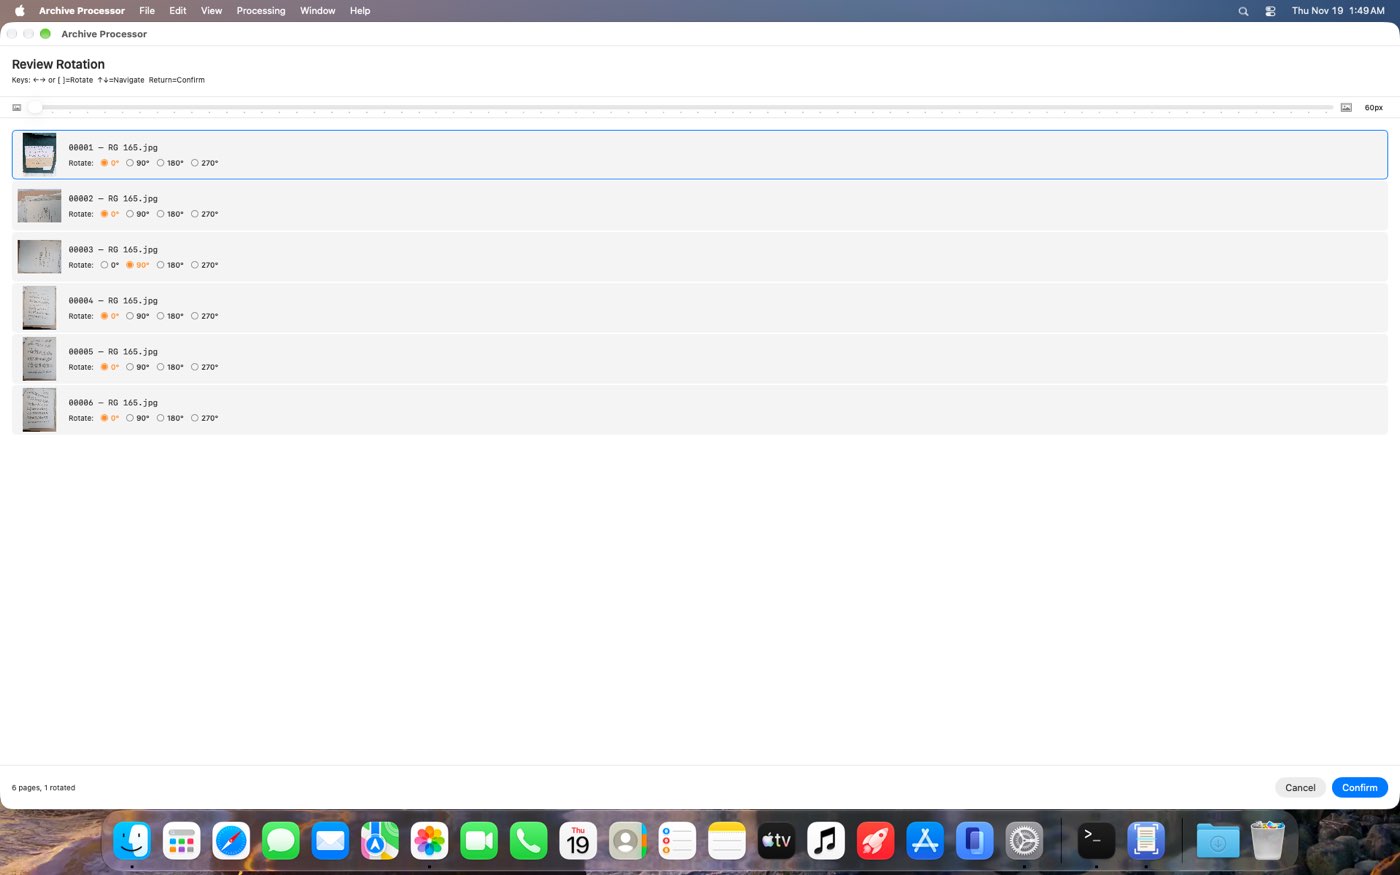 Archive Processor File Edit View Processing Window Help Thu Nov 19 1:49 AM
Archive Processor
Review Rotation
Keys: ←→ or [ ]=Rotate ↑↓=Navigate Return=Confirm
60px
00001 — RG 165.jpg
Rotate: 0° 90° 180° 270°
00002 — RG 165.jpg
Rotate: 0° 90° 180° 270°
00003 — RG 165.jpg
Rotate: 0° 90° 180° 270°
00004 — RG 165.jpg
Rotate: 0° 90° 180° 270°
00005 — RG 165.jpg
Rotate: 0° 90° 180° 270°
00006 — RG 165.jpg
Rotate: 0° 90° 180° 270°
6 pages, 1 rotated
Cancel Confirm
Thu
19
tv
>_